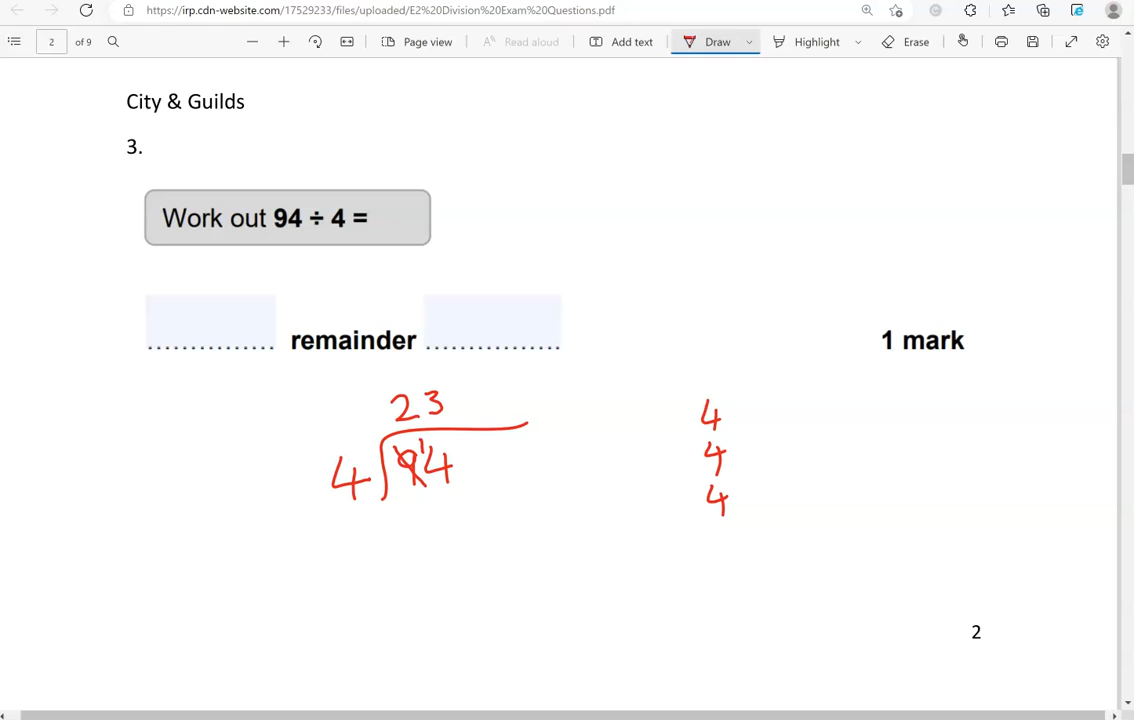 https://irp.cdn-website.com/17529233/files/uploaded/E2%20Division%20Exam%20Questions.pdf
2 of 9 Page view Read aloud Add text Draw Highlight Erase
City & Guilds
3.
Work out 94 ÷ 4 =
............... remainder ................ 1 mark
23
4 94
1
4
4
4
2